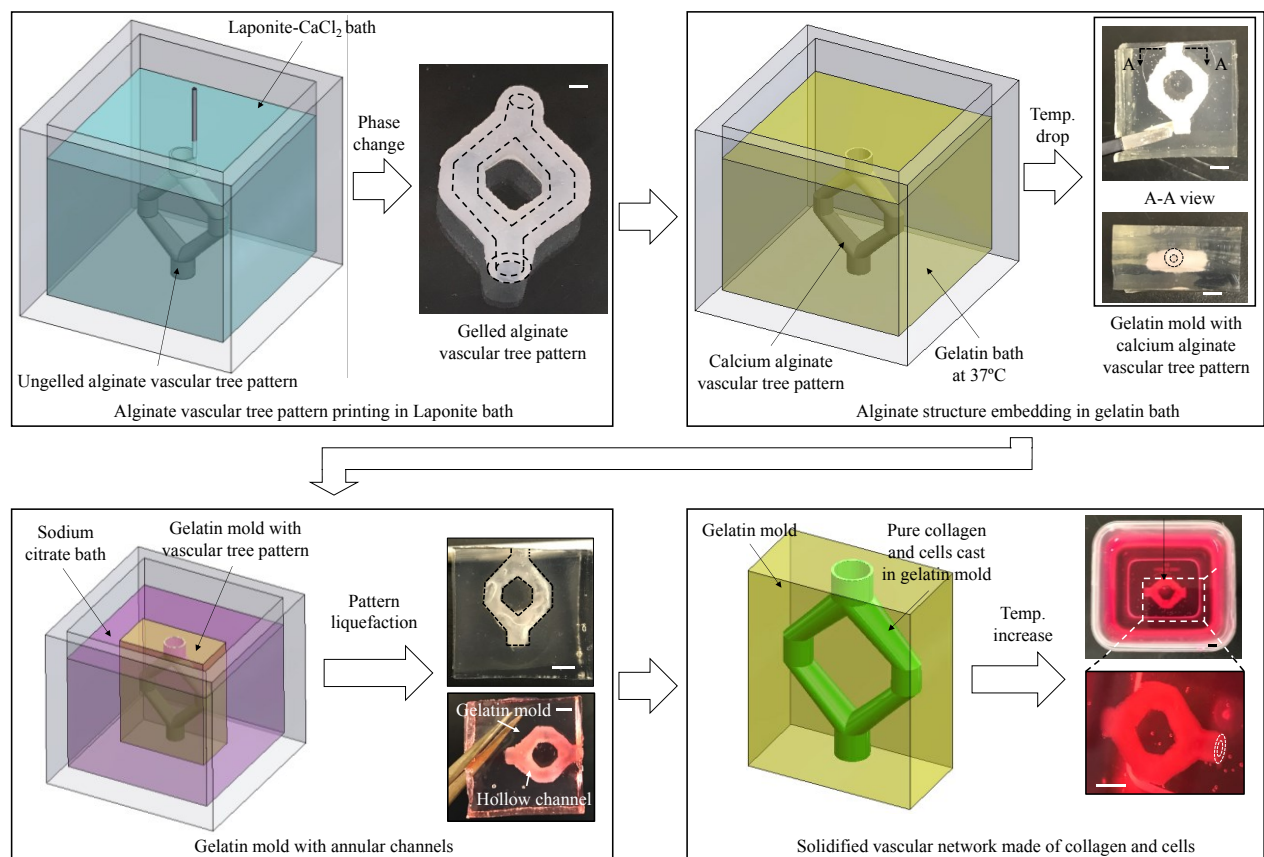 Laponite-CaCl₂ bath
Phase
change
Gelled alginate
vascular tree pattern
Ungelled alginate vascular tree pattern
Alginate vascular tree pattern printing in Laponite bath
Temp.
drop
A A
A-A view
Calcium alginate
vascular tree pattern
Gelatin bath
at 37ºC
Gelatin mold with
calcium alginate
vascular tree pattern
Alginate structure embedding in gelatin bath
Sodium
citrate bath
Gelatin mold with
vascular tree pattern
Pattern
liquefaction
Gelatin mold
Hollow channel
Gelatin mold with annular channels
Gelatin mold
Pure collagen
and cells cast
in gelatin mold
Temp.
increase
Solidified vascular network made of collagen and cells